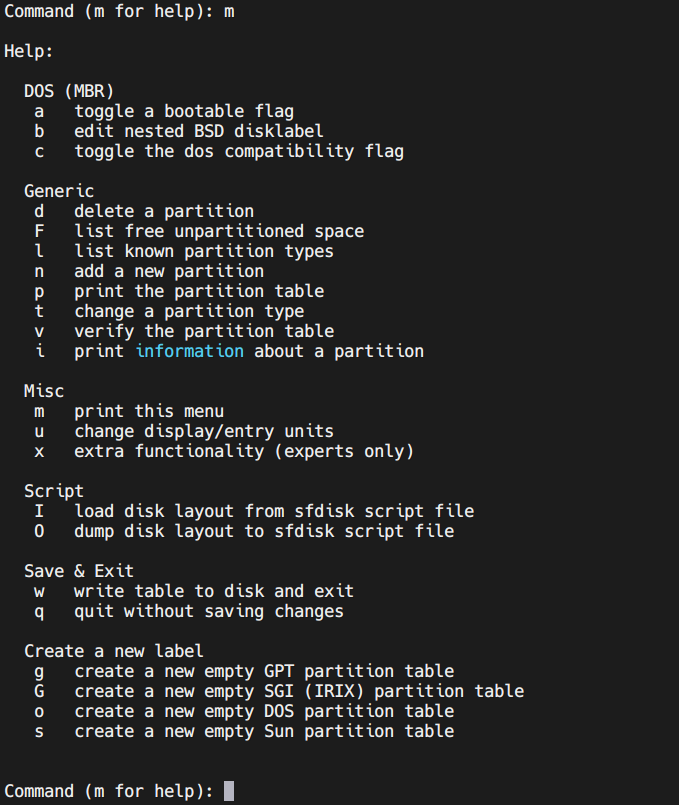 Command (m for help): m
Help:
DOS (MBR)
a toggle a bootable flag
b edit nested BSD disklabel
c toggle the dos compatibility flag
Generic
d delete a partition
F list free unpartitioned space
l list known partition types
n add a new partition
p print the partition table
t change a partition type
v verify the partition table
i print information about a partition
Misc
m print this menu
u change display/entry units
x extra functionality (experts only)
Script
I load disk layout from sfdisk script file
O dump disk layout to sfdisk script file
Save & Exit
w write table to disk and exit
q quit without saving changes
Create a new label
g create a new empty GPT partition table
G create a new empty SGI (IRIX) partition table
o create a new empty DOS partition table
s create a new empty Sun partition table
Command (m for help):